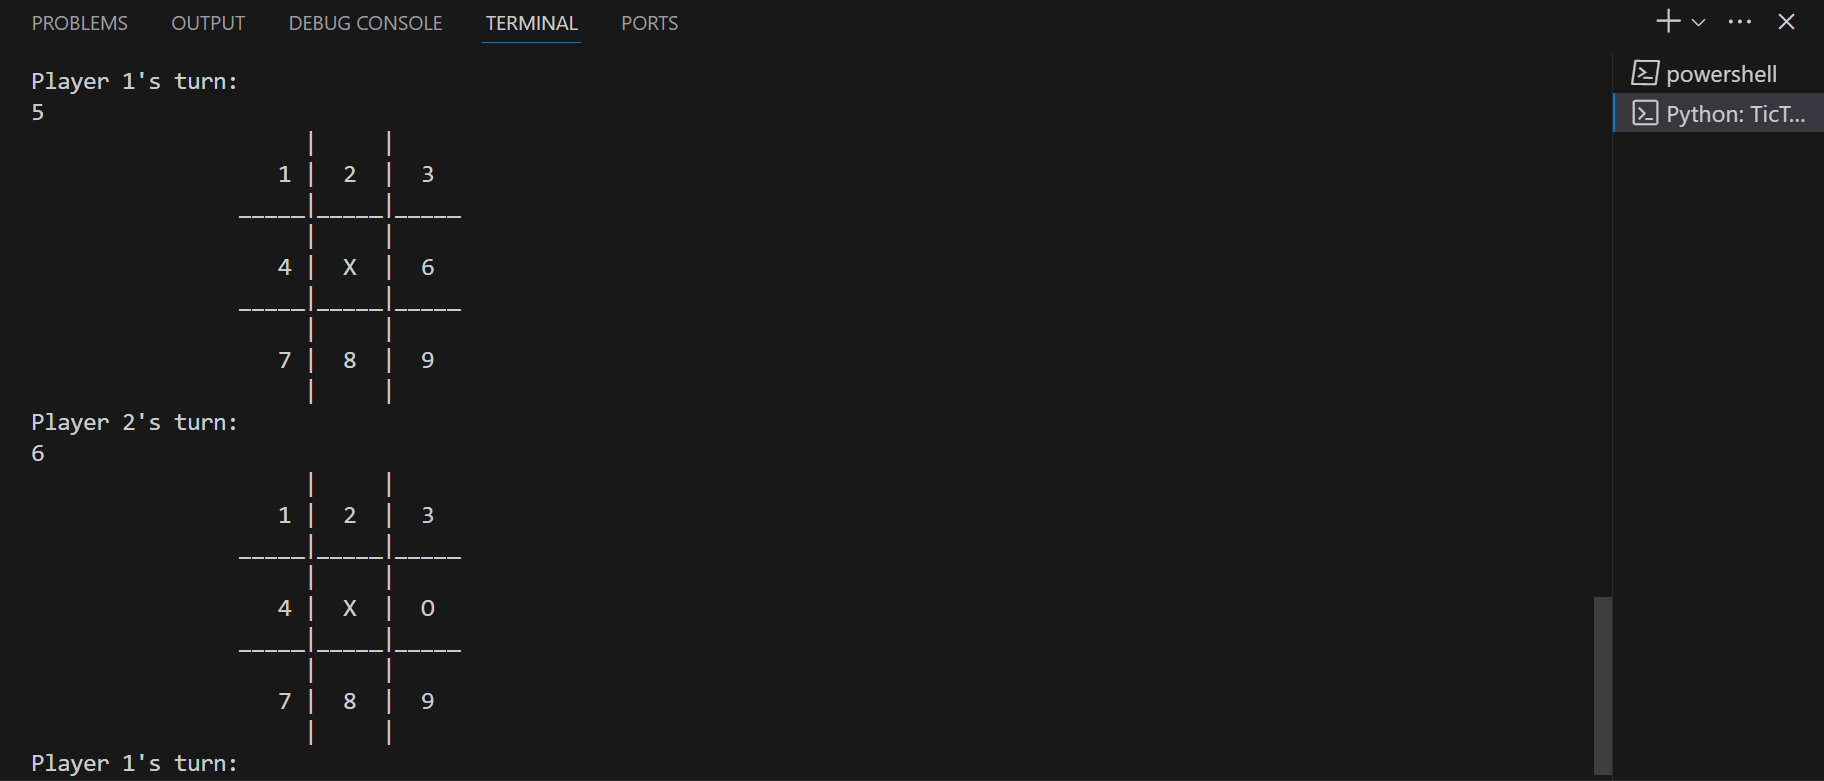 PROBLEMS OUTPUT DEBUG CONSOLE TERMINAL PORTS
powershell
Python: TicT...
Player 1's turn:
5
     |     |
  1 |  2  |  3
_____|_____|_____
     |     |
  4 |  X  |  6
_____|_____|_____
     |     |
  7 |  8  |  9
     |     |
Player 2's turn:
6
     |     |
  1 |  2  |  3
_____|_____|_____
     |     |
  4 |  X  |  O
_____|_____|_____
     |     |
  7 |  8  |  9
     |     |
Player 1's turn: